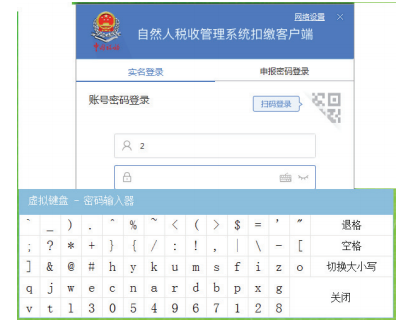 网络设置 ×
自然人税收管理系统扣缴客户端
实名登录 申报密码登录
账号密码登录 扫码登录
2
虚拟键盘 - 密码输入器
` _ ) . ^ % ~ < ( > $ = ' " 退格
; ? * + } { / : ! , | \ - [ 空格
] & @ # h y k u m s f i z o 切换大小写
q j w e c n a r d b p x g 关闭
v t l 3 0 5 4 9 6 7 1 2 8